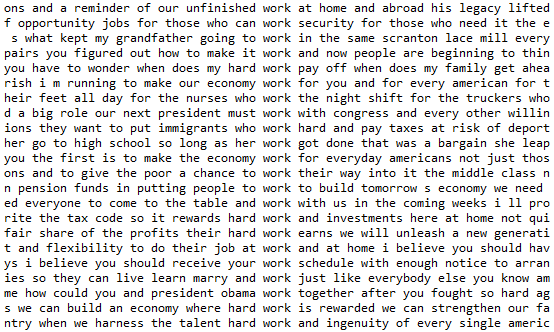 ons and a reminder of our unfinished work at home and abroad his legacy lifted
f opportunity jobs for those who can work security for those who need it the e
s what kept my grandfather going to work in the same scranton lace mill every
pairs you figured out how to make it work and now people are beginning to thin
you have to wonder when does my hard work pay off when does my family get ahea
rish i m running to make our economy work for you and for every american for t
heir feet all day for the nurses who work the night shift for the truckers who
d a big role our next president must work with congress and every other willin
ions they want to put immigrants who work hard and pay taxes at risk of deport
her go to high school so long as her work got done that was a bargain she leap
you the first is to make the economy work for everyday americans not just thos
ons and to give the poor a chance to work their way into it the middle class n
n pension funds in putting people to work to build tomorrow s economy we need
ed everyone to come to the table and work with us in the coming weeks i ll pro
rite the tax code so it rewards hard work and investments here at home not qui
fair share of the profits their hard work earns we will unleash a new generati
t and flexibility to do their job at work and at home i believe you should hav
ys i believe you should receive your work schedule with enough notice to arran
ies so they can live learn marry and work just like everybody else you know am
me how could you and president obama work together after you fought so hard ag
s we can build an economy where hard work is rewarded we can strengthen our fa
ntry when we harness the talent hard work and ingenuity of every single americ